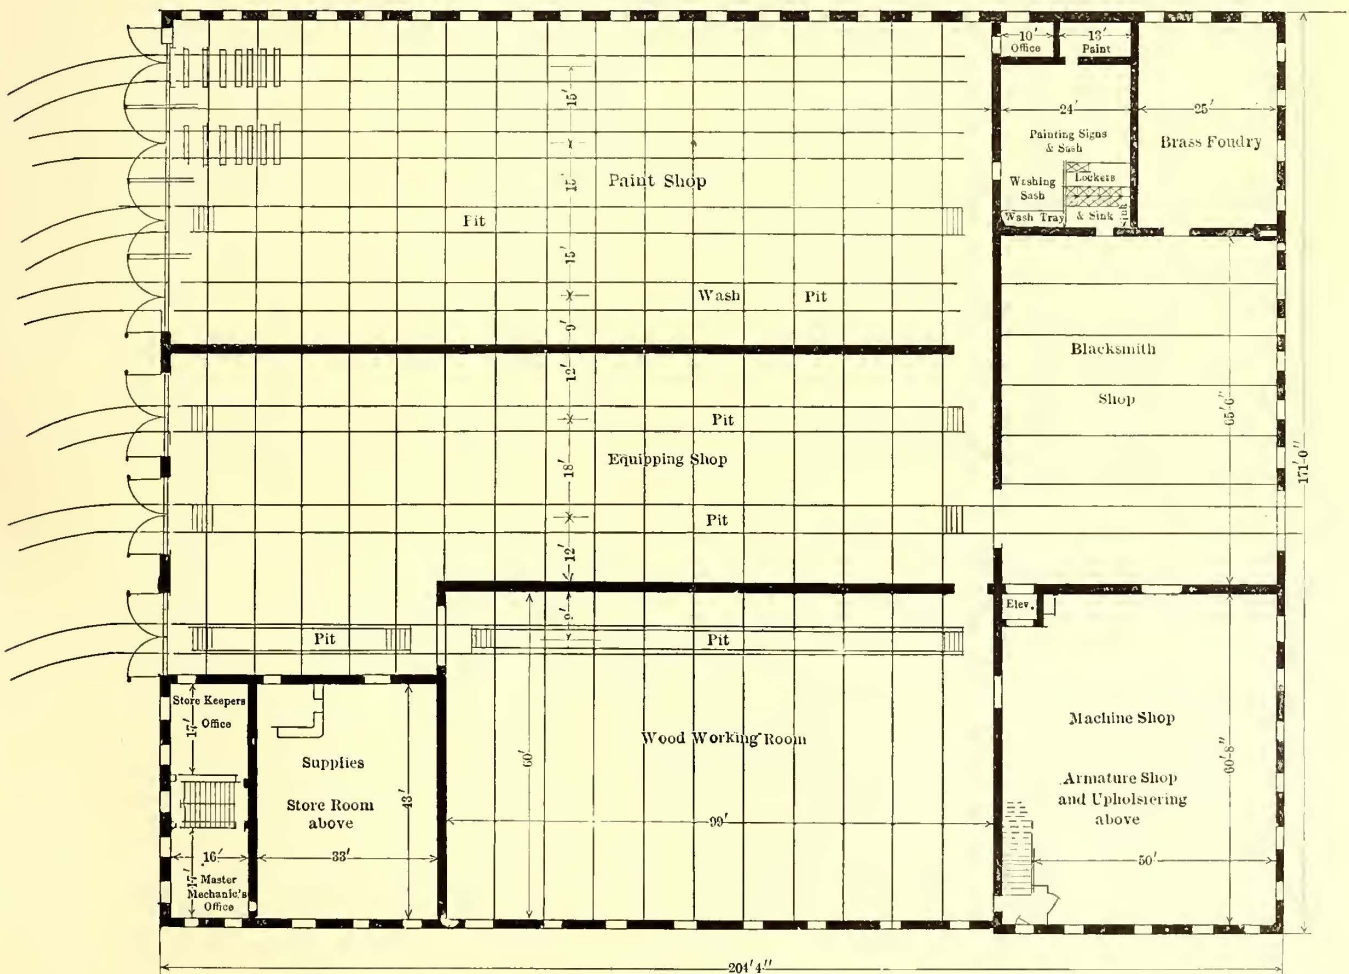 10'
Office
13'
Paint
15'
24'
25'
Painting Signs
& Sash
Brass Foudry
Paint Shop
15'
Washing
Sash
Lockers
Wash Tray
& Sink
Sink
Pit
15'
Wash Pit
9'
12'
Blacksmith
Shop
65'-6"
171'-0"
Pit
18'
Equipping Shop
Pit
12'
9'
Elev.
Pit
Pit
Store Keepers
Office
17'
Supplies
Store Room
above
43'
60'
Wood Working Room
Machine Shop
60'-8"
Armature Shop
and Upholstering
above
99'
16'
33'
50'
17'
Master
Mechanic's
Office
204'4"